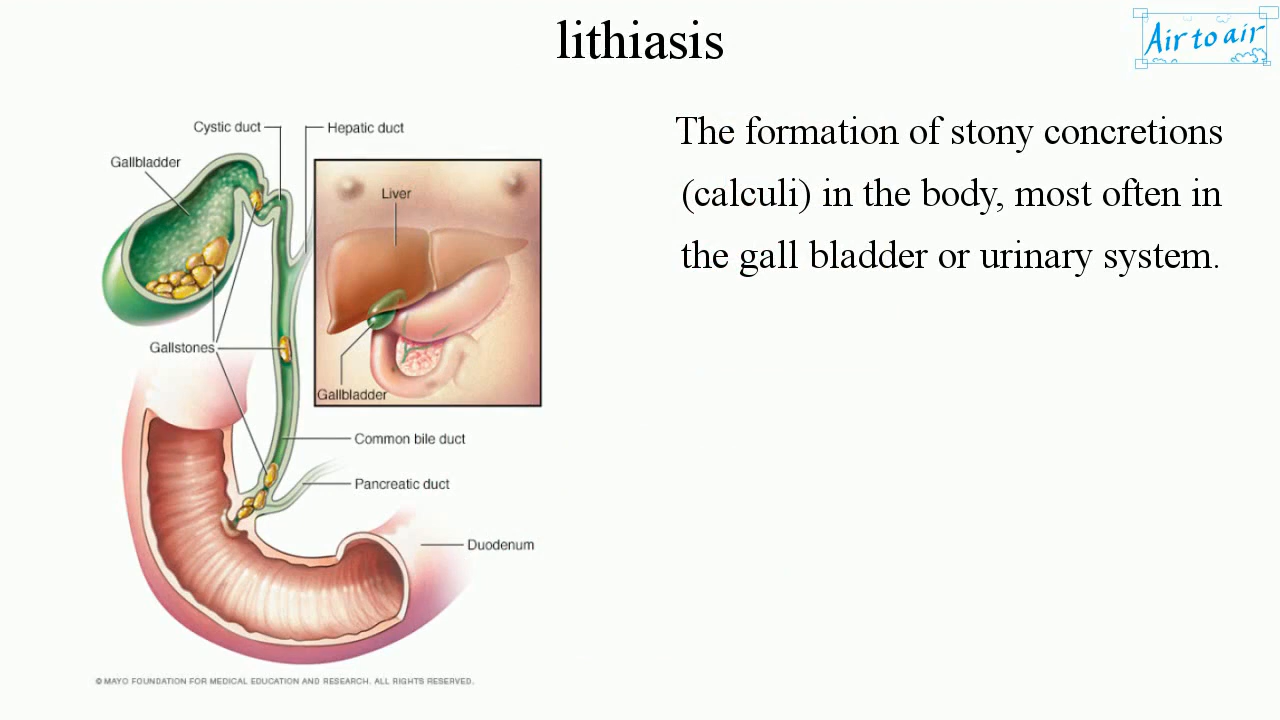 lithiasis
Air to air
The formation of stony concretions
(calculi) in the body, most often in
the gall bladder or urinary system.
Cystic duct
Hepatic duct
Gallbladder
Liver
Gallstones
Gallbladder
Common bile duct
Pancreatic duct
Duodenum
© MAYO FOUNDATION FOR MEDICAL EDUCATION AND RESEARCH. ALL RIGHTS RESERVED.